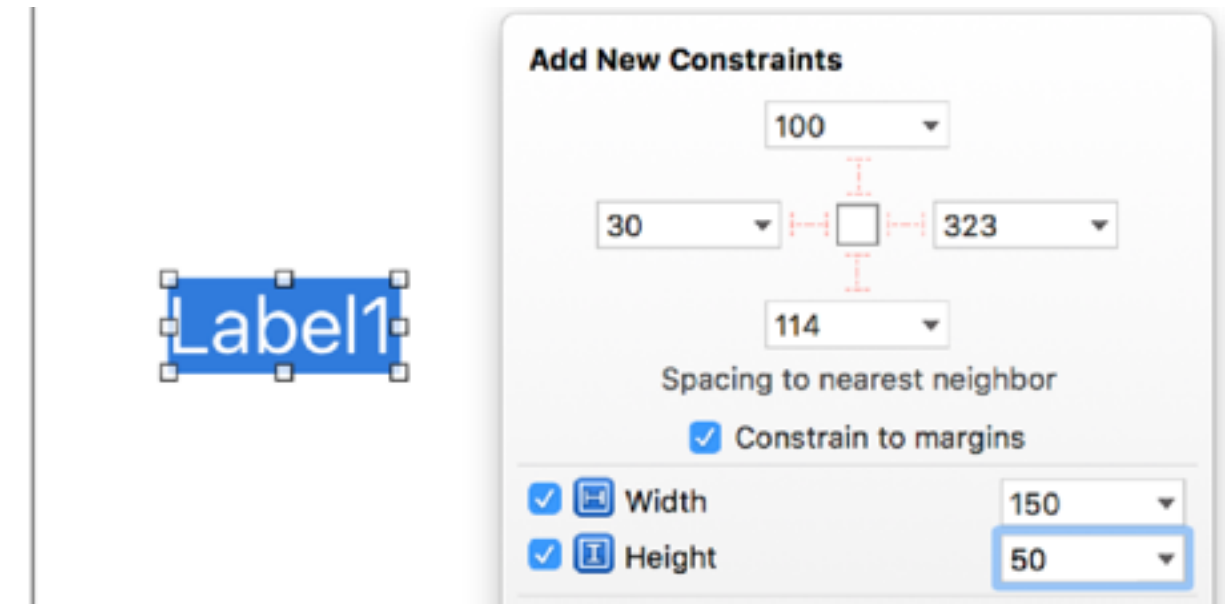 Add New Constraints
100
30 323
Label1
114
Spacing to nearest neighbor
Constrain to margins
Width 150
Height 50